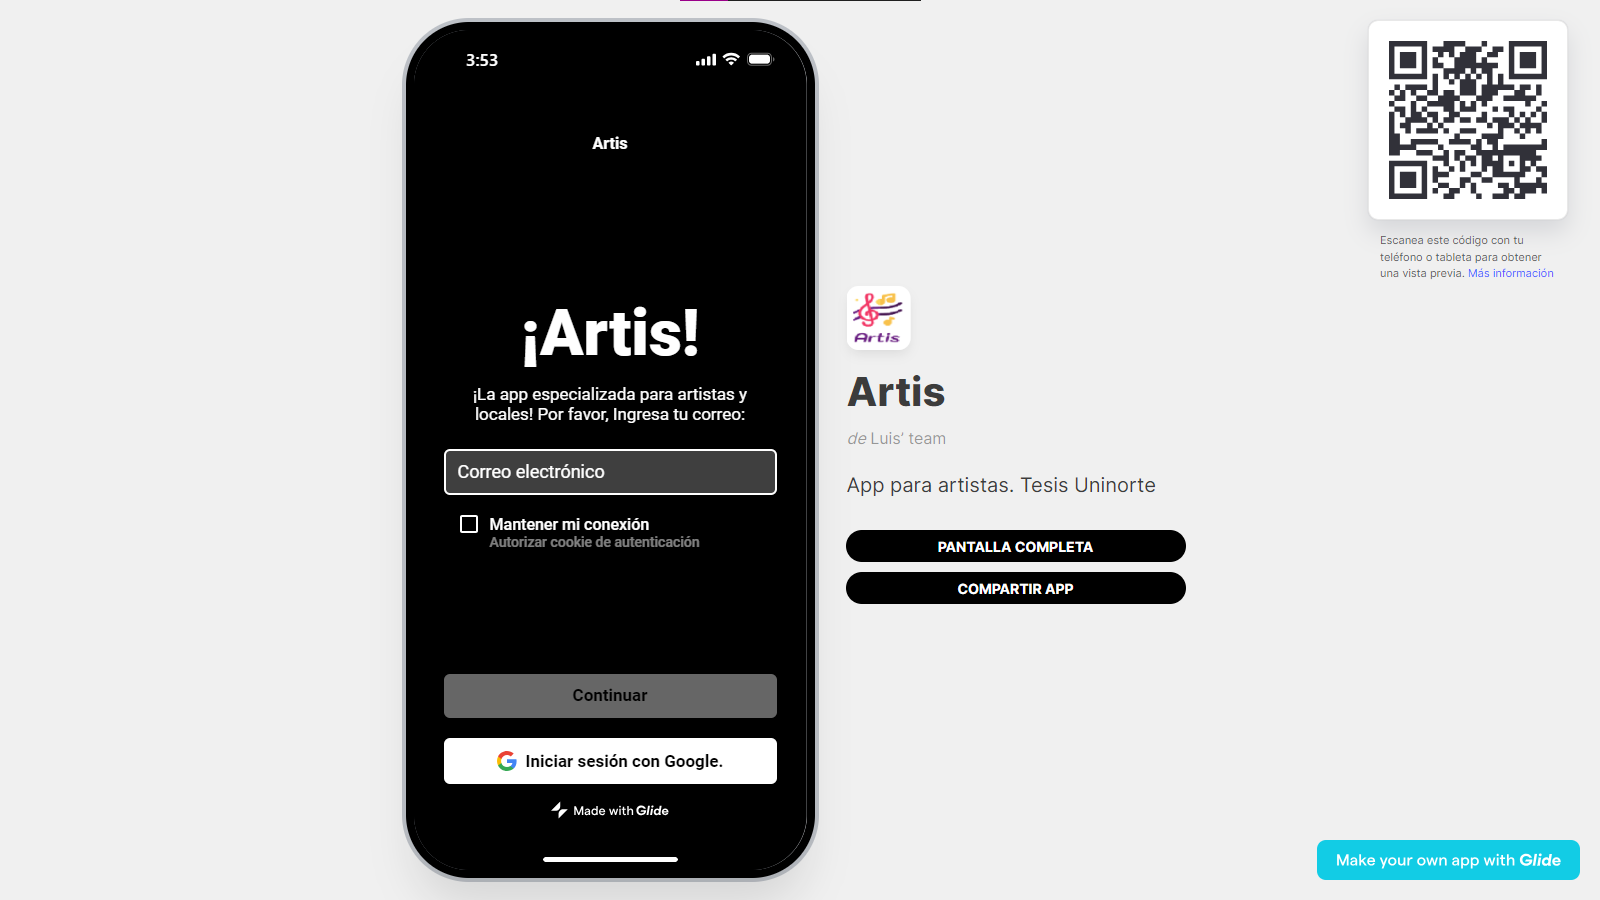 3:53
Artis
¡Artis!
¡La app especializada para artistas y
locales! Por favor, Ingresa tu correo:
Correo electrónico
Mantener mi conexión
Autorizar cookie de autenticación
Continuar
Iniciar sesión con Google.
Made with Glide
Artis
Artis
de Luis’ team
App para artistas. Tesis Uninorte
PANTALLA COMPLETA
COMPARTIR APP
Escanea este código con tu
teléfono o tableta para obtener
una vista previa. Más información
Make your own app with Glide